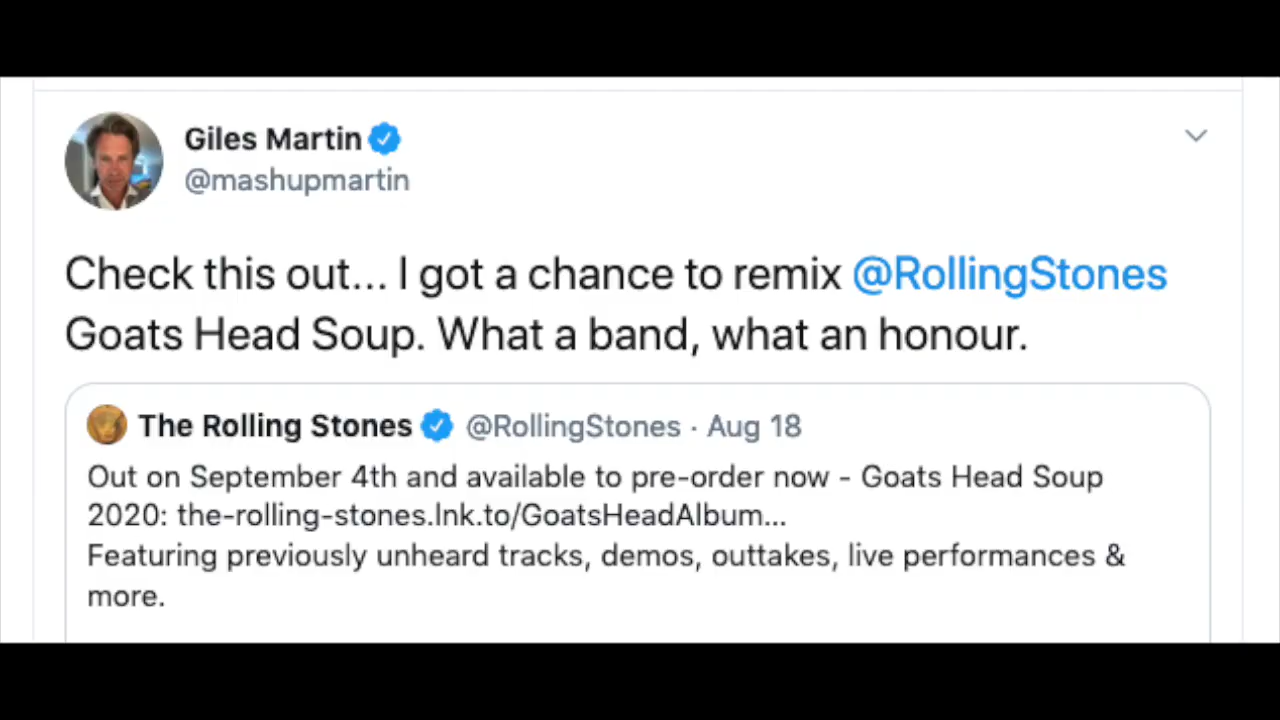 Giles Martin
@mashupmartin
Check this out... I got a chance to remix @RollingStones
Goats Head Soup. What a band, what an honour.
The Rolling Stones @RollingStones · Aug 18
Out on September 4th and available to pre-order now - Goats Head Soup
2020: the-rolling-stones.lnk.to/GoatsHeadAlbum...
Featuring previously unheard tracks, demos, outtakes, live performances &
more.